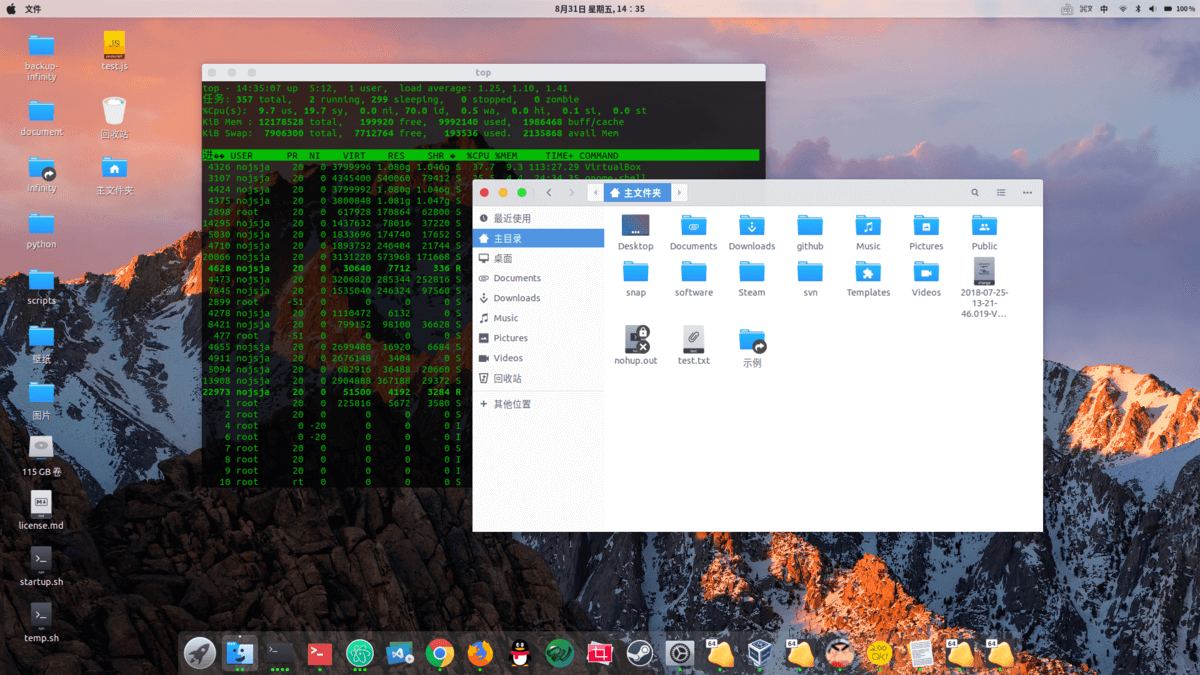 文件
8月31日 星期五, 14：35
中
100%
backup-
infinity
test.js
document
回收站
Infinity
主文件夹
python
scripts
壁纸
图片
115 GB 卷
license.md
startup.sh
temp.sh
top
top - 14:35:07 up  5:12,  1 user,  load average: 1.25, 1.10, 1.41
任务: 357 total,   2 running, 299 sleeping,   0 stopped,   0 zombie
%Cpu(s):  9.7 us, 19.7 sy,  0.0 ni, 70.0 id,  0.5 wa,  0.0 hi,  0.1 si,  0.0 st
KiB Mem : 12178528 total,   199920 free,  9992140 used,  1986468 buff/cache
KiB Swap:  7906300 total,  7712764 free,   193536 used.  2135868 avail Mem
进�� USER      PR  NI    VIRT    RES    SHR �  %CPU %MEM     TIME+ COMMAND
4326 nojsja    20   0 3799996 1.080g 1.046g S  37.7  9.3 113:27.29 VirtualBox
3107 nojsja    20   0 4345400 540060  79412 S  25.5  4.4  24:34.35 gnome-shell
4424 nojsja    20   0 3799992 1.080g 1.046g S
4375 nojsja    20   0 3800848 1.081g 1.047g S
2898 root      20   0  617928 170864  62800 S
14295 nojsja    20   0 1437632  78016  37220 S
5030 nojsja    20   0 1833696 174740  17652 S
4710 nojsja    20   0 1893752 246404  21744 S
20066 nojsja    20   0 3131220 573968 171668 S
4628 nojsja    20   0   30640   7712    336 R
4473 nojsja    20   0 3206820 285344 252816 S
7845 nojsja    20   0 1535040 246324  97560 S
2899 root     -51   0       0      0      0 S
4278 nojsja    20   0 1110472   6132      0 S
8421 nojsja    20   0  799152  98100  36628 S
477 root     -51   0       0      0      0 S
4655 nojsja    20   0 2699480  16920   6684 S
4911 nojsja    20   0 2676148   3404      0 S
5094 nojsja    20   0  682916  36488  20660 S
13908 nojsja    20   0 2904888 367188  29372 S
22973 nojsja    20   0   51500   4192   3284 R
1 root      20   0  225816   5672   3580 S
2 root      20   0       0      0      0 S
4 root       0 -20       0      0      0 I
6 root       0 -20       0      0      0 I
7 root      20   0       0      0      0 S
8 root      20   0       0      0      0 I
9 root      20   0       0      0      0 I
10 root      rt   0       0      0      0 S
主文件夹
最近使用
主目录
桌面
Documents
Downloads
Music
Pictures
Videos
回收站
其他位置
Desktop
Documents
Downloads
github
Music
Pictures
Public
snap
software
Steam
svn
Templates
Videos
2018-07-25-
13-21-
46.019-V…
nohup.out
test.txt
示例
64
64
64
64